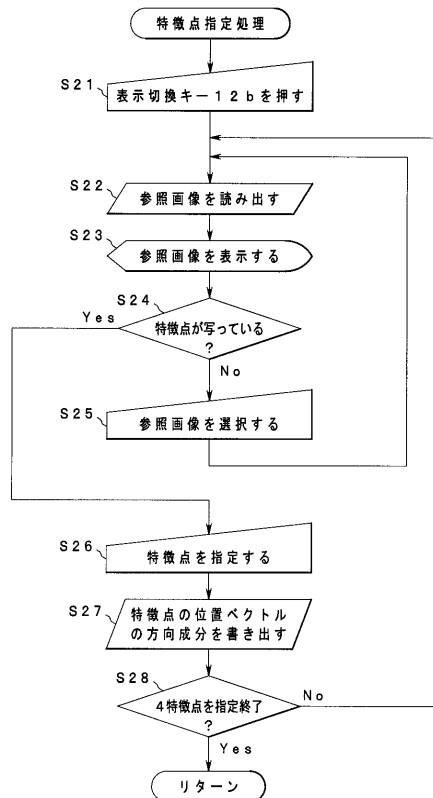 特徴点指定処理
S21
表示切換キー12bを押す
S22
参照画像を読み出す
S23
参照画像を表示する
S24
Yes
特徴点が写っている
?
No
S25
参照画像を選択する
S26
特徴点を指定する
S27
特徴点の位置ベクトル
の方向成分を書き出す
S28
No
4特徴点を指定終了
?
Yes
リターン